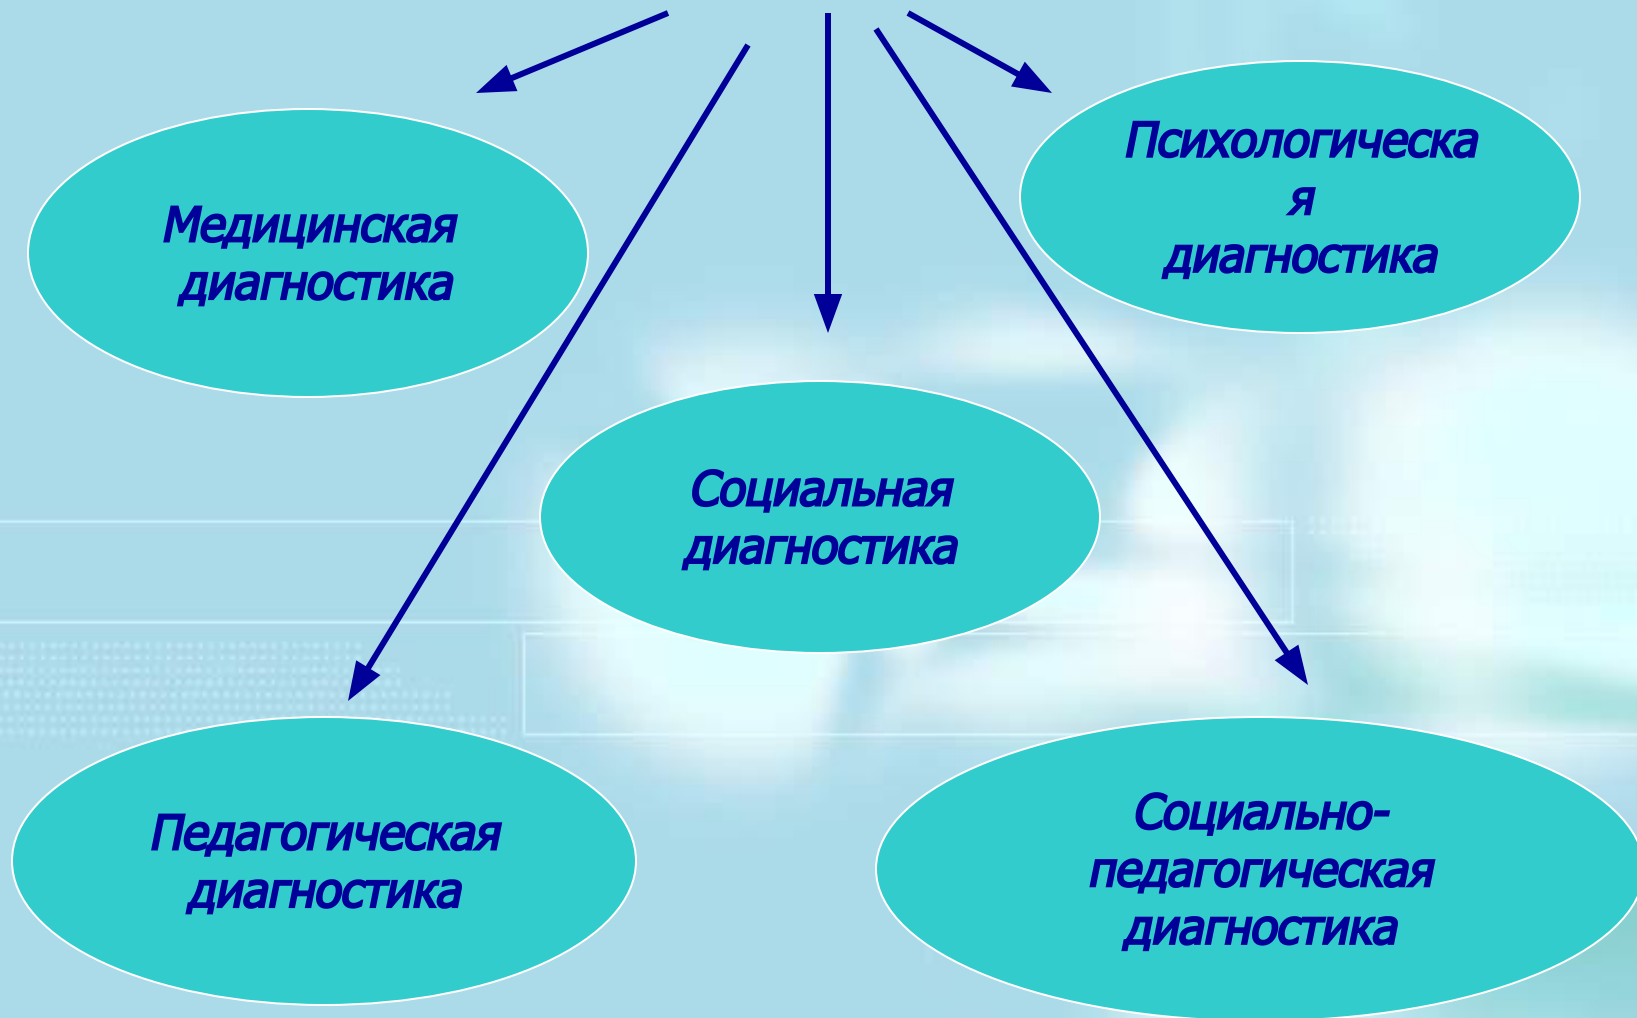 Медицинская
диагностика
Психологическа
я
диагностика
Социальная
диагностика
Педагогическая
диагностика
Социально-
педагогическая
диагностика